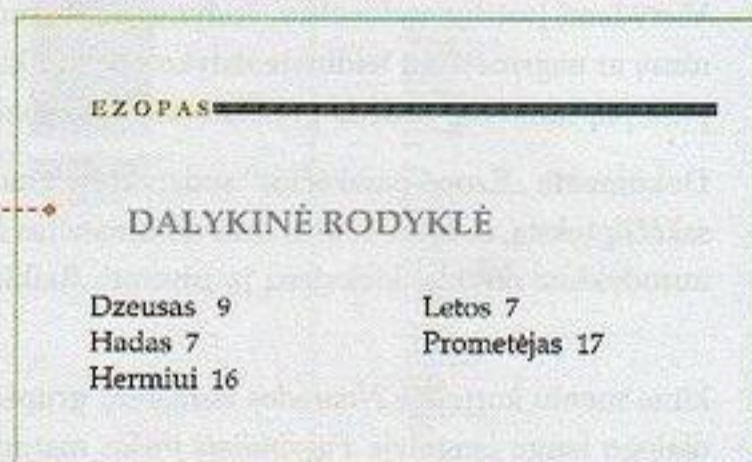 EZOPAS
DALYKINĖ RODYKLĖ
Dzeusas 9
Hadas 7
Hermiui 16
Letos 7
Prometėjas 17